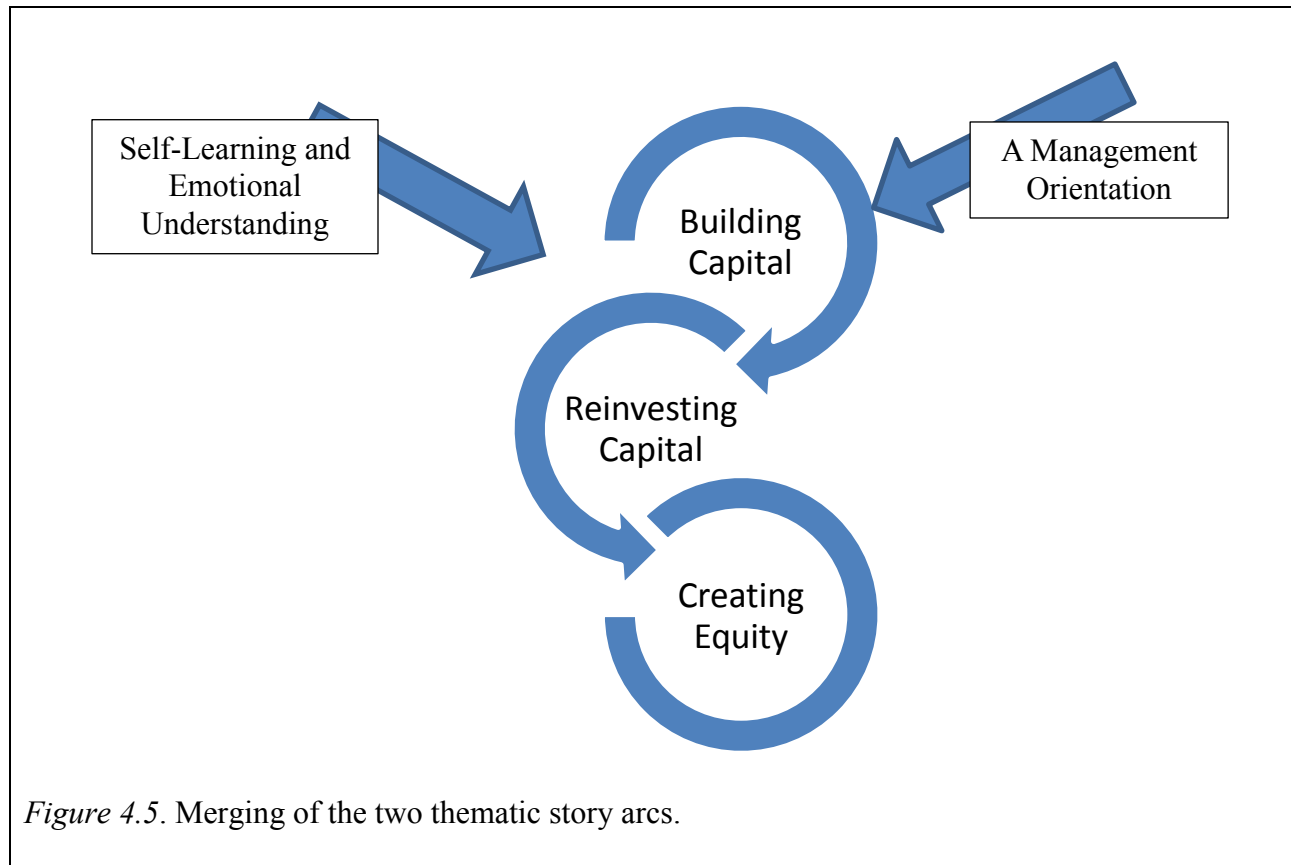 Self-Learning and
Emotional
Understanding
A Management
Orientation
Building
Capital
Reinvesting
Capital
Creating
Equity
Figure 4.5. Merging of the two thematic story arcs.